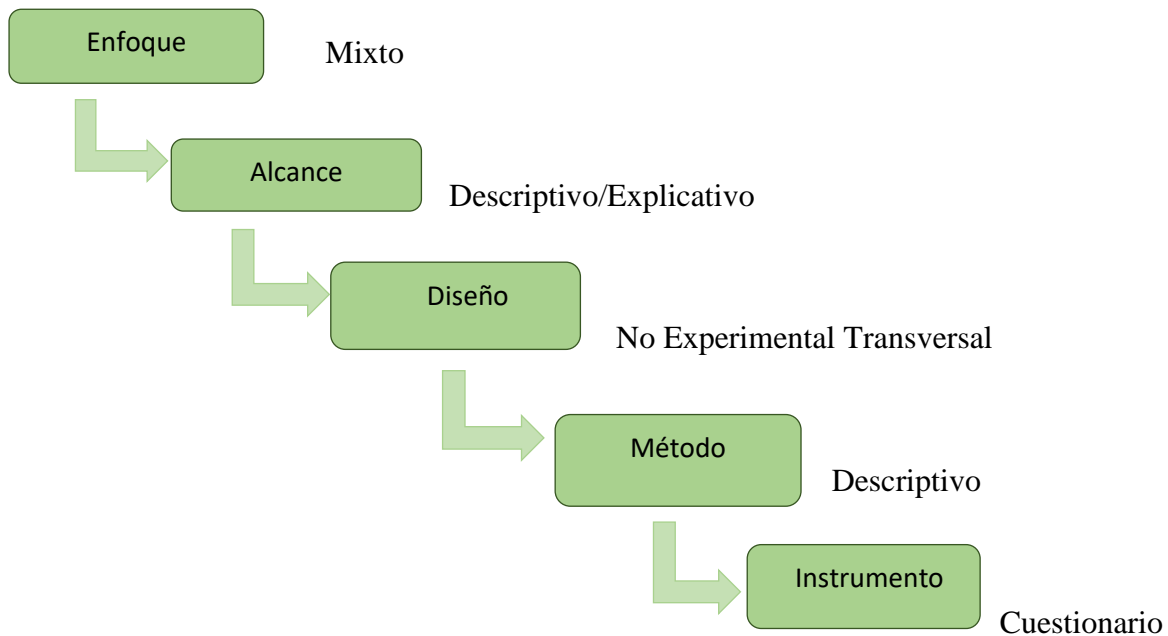 Enfoque
Mixto
Alcance
Descriptivo/Explicativo
Diseño
No Experimental Transversal
Método
Descriptivo
Instrumento
Cuestionario